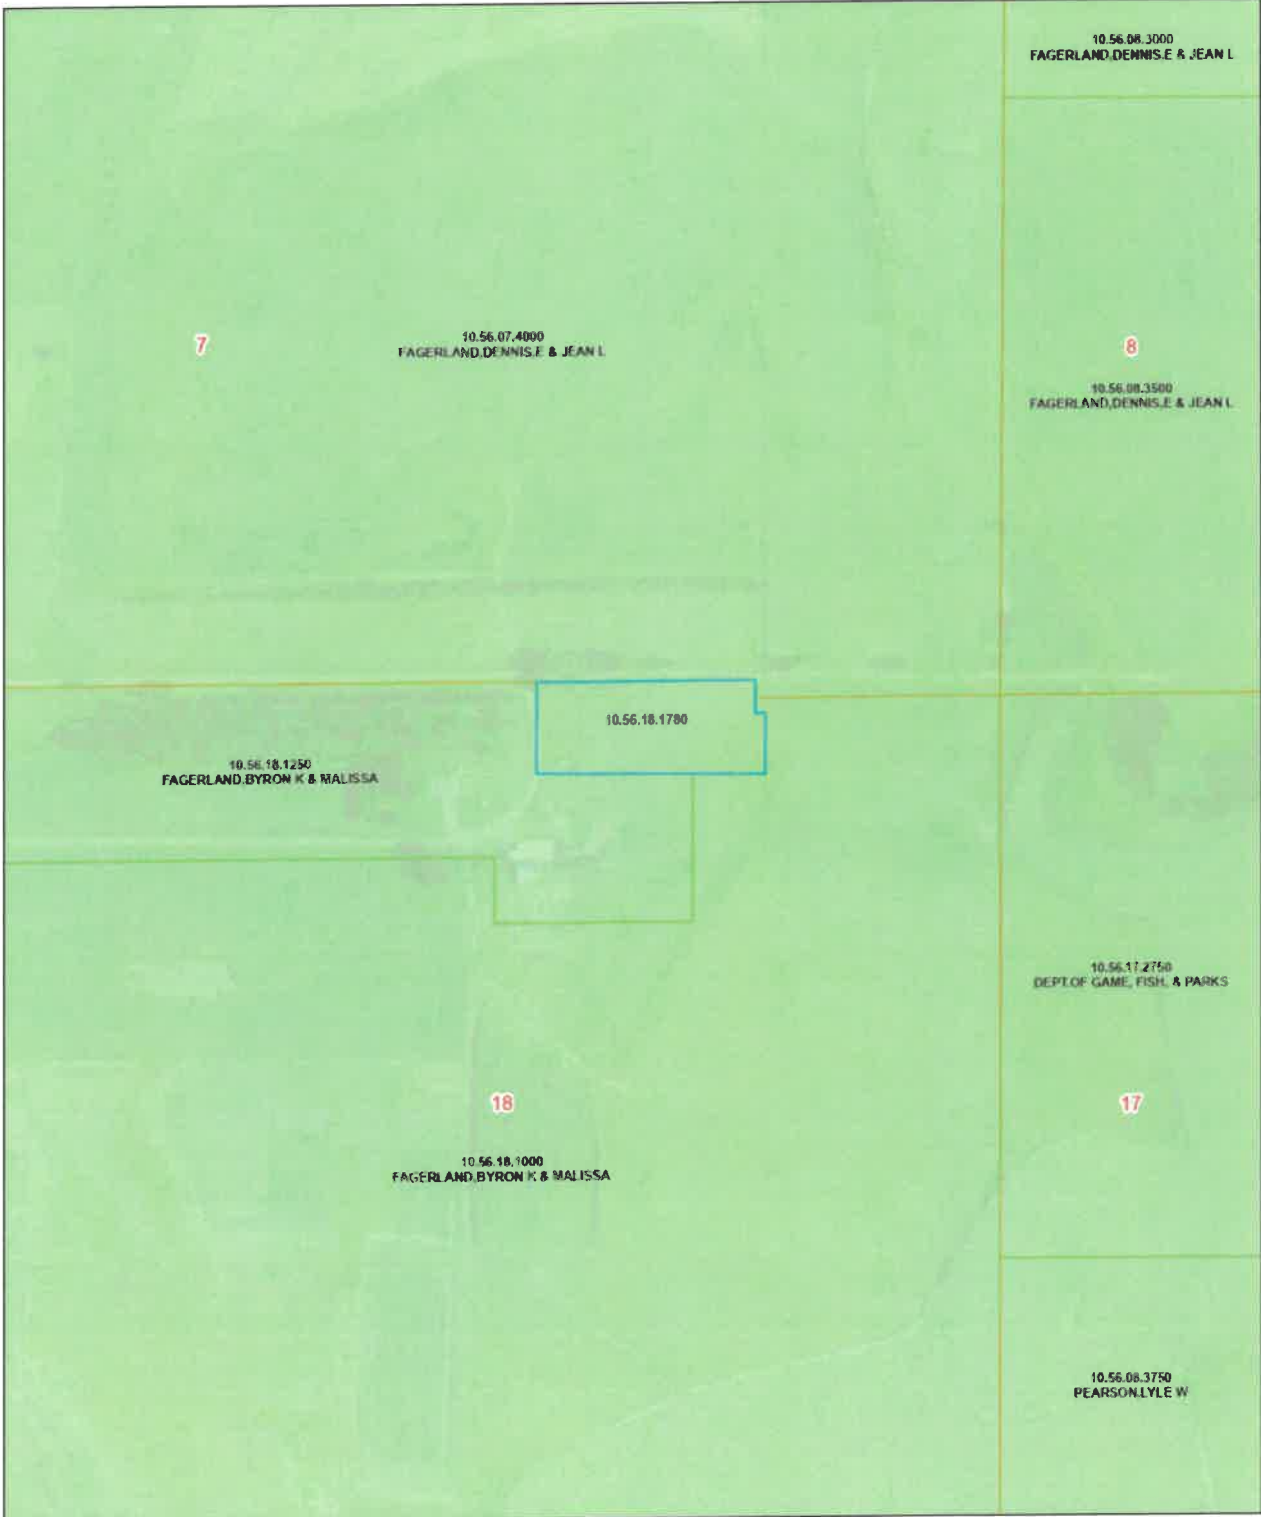 10.56.08.3000
FAGERLAND,DENNIS.E & JEAN L
7
10.56.07.4000
FAGERLAND,DENNIS.E & JEAN L
8
10.56.08.3500
FAGERLAND,DENNIS.E & JEAN L
10.56.18.1780
10.56.18.1250
FAGERLAND,BYRON K & MALISSA
10.56.17.2750
DEPT.OF GAME, FISH, & PARKS
18
17
10.56.18.1000
FAGERLAND,BYRON K & MALISSA
10.56.08.3750
PEARSON,LYLE W